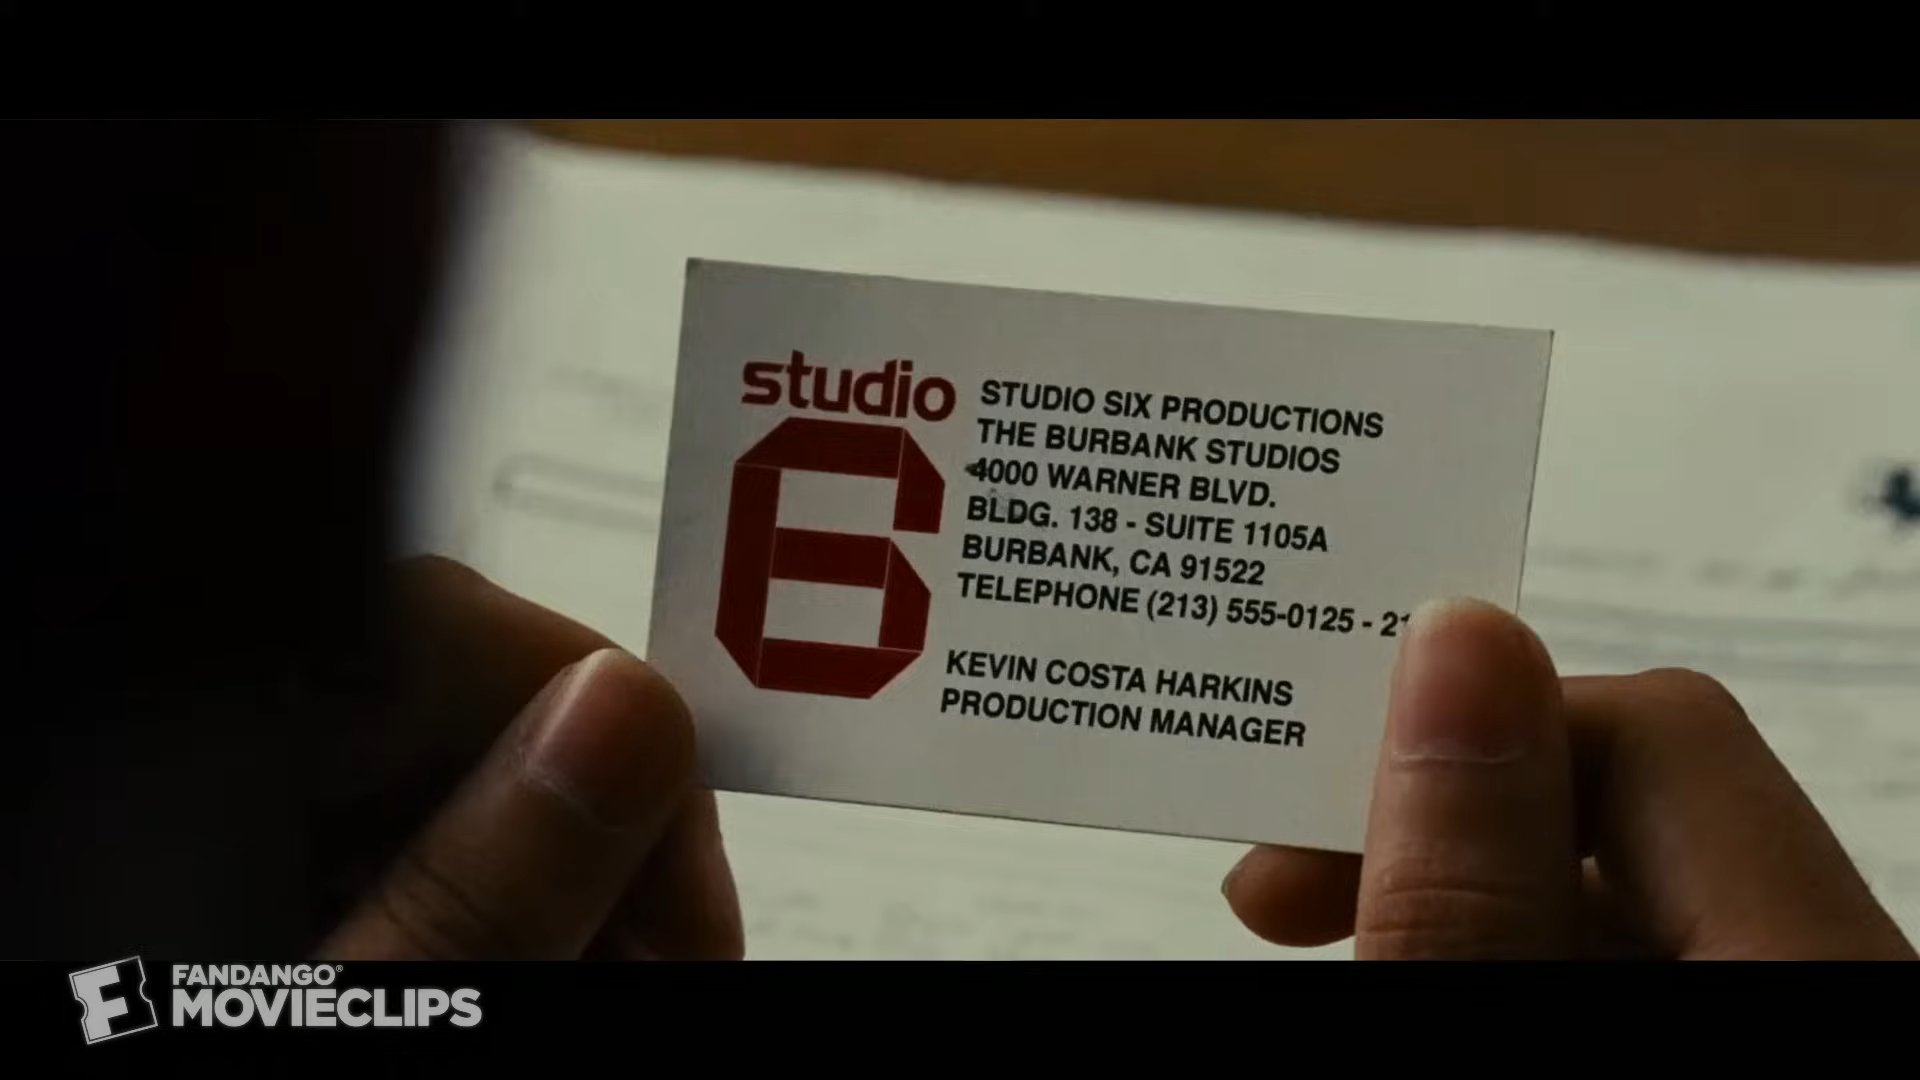 studio
6
STUDIO SIX PRODUCTIONS
THE BURBANK STUDIOS
4000 WARNER BLVD.
BLDG. 138 - SUITE 1105A
BURBANK, CA 91522
TELEPHONE (213) 555-0125 -
KEVIN COSTA HARKINS
PRODUCTION MANAGER
FANDANGO®
MOVIECLIPS